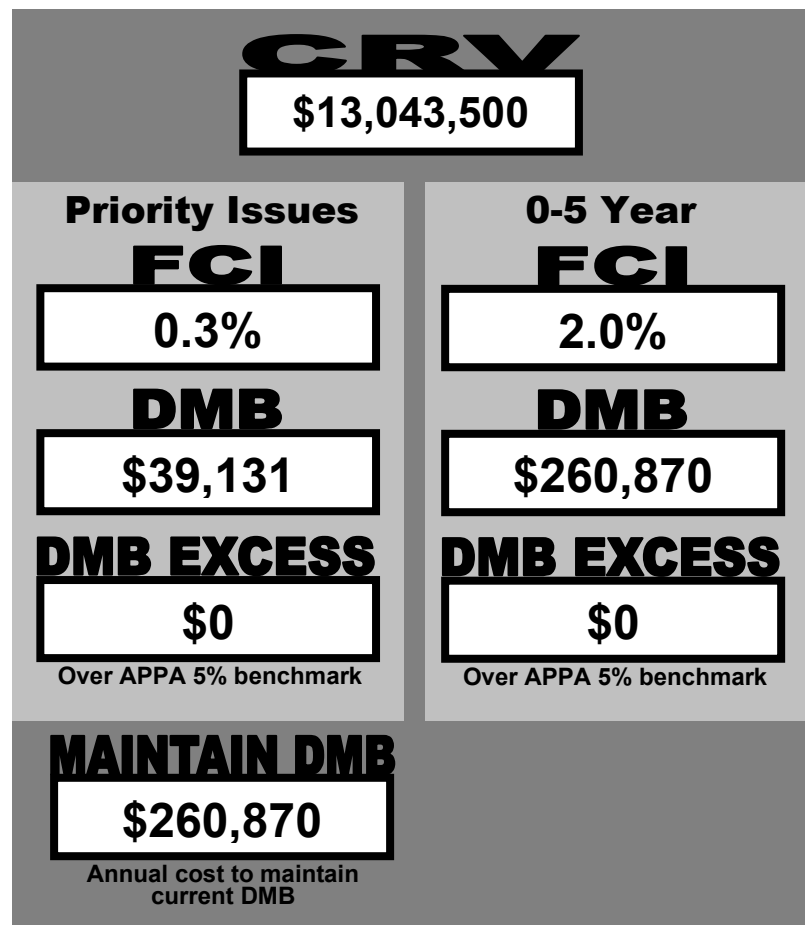 CRV
$13,043,500
Priority Issues
FCI
0.3%
DMB
$39,131
DMB EXCESS
$0
Over APPA 5% benchmark
0-5 Year
FCI
2.0%
DMB
$260,870
DMB EXCESS
$0
Over APPA 5% benchmark
MAINTAIN DMB
$260,870
Annual cost to maintain
current DMB